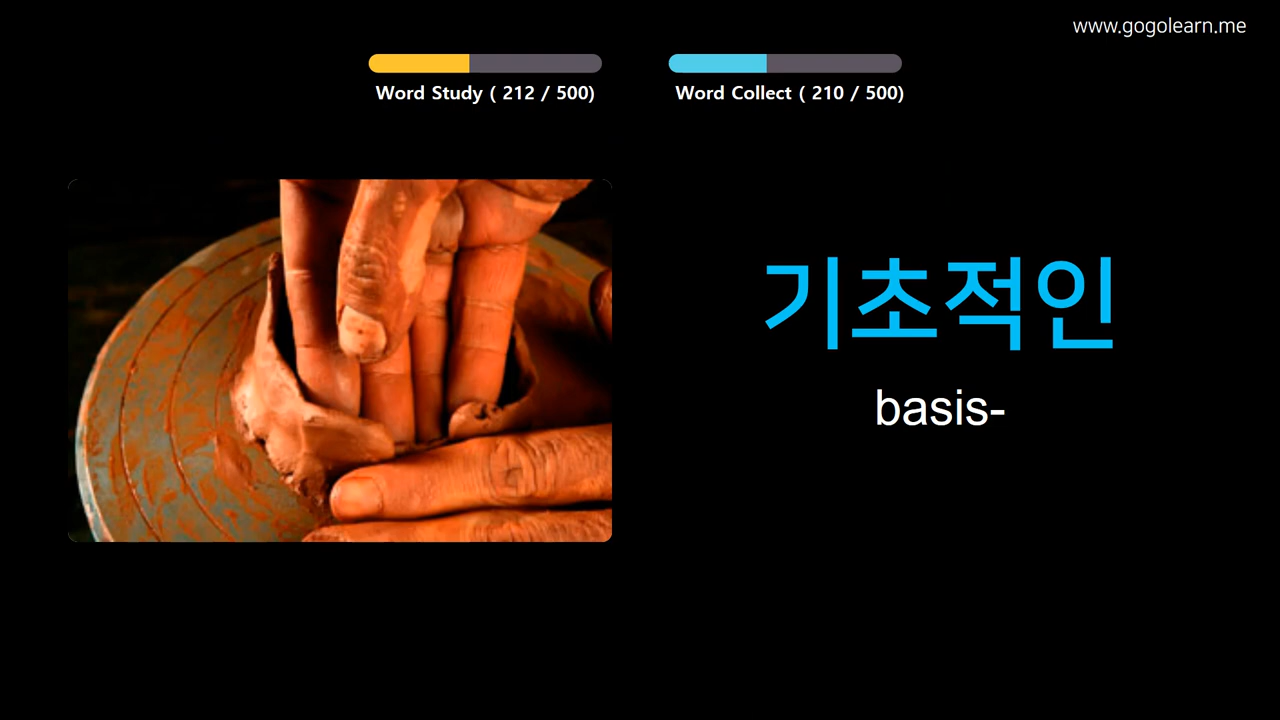 www.gogolearn.me
Word Study ( 212 / 500)
Word Collect ( 210 / 500)
기초적인
basis-